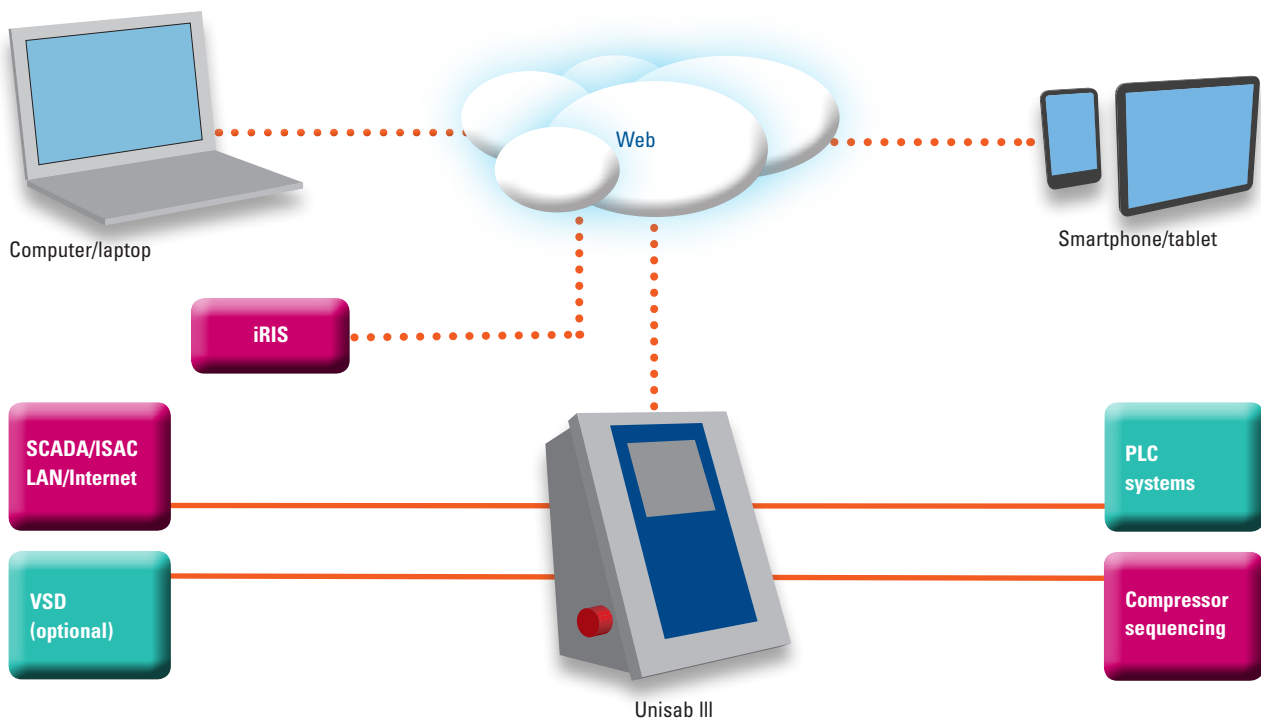 Web
Computer/laptop
Smartphone/tablet
iRIS
SCADA/ISAC
LAN/Internet
PLC
systems
VSD
(optional)
Compressor
sequencing
Unisab III